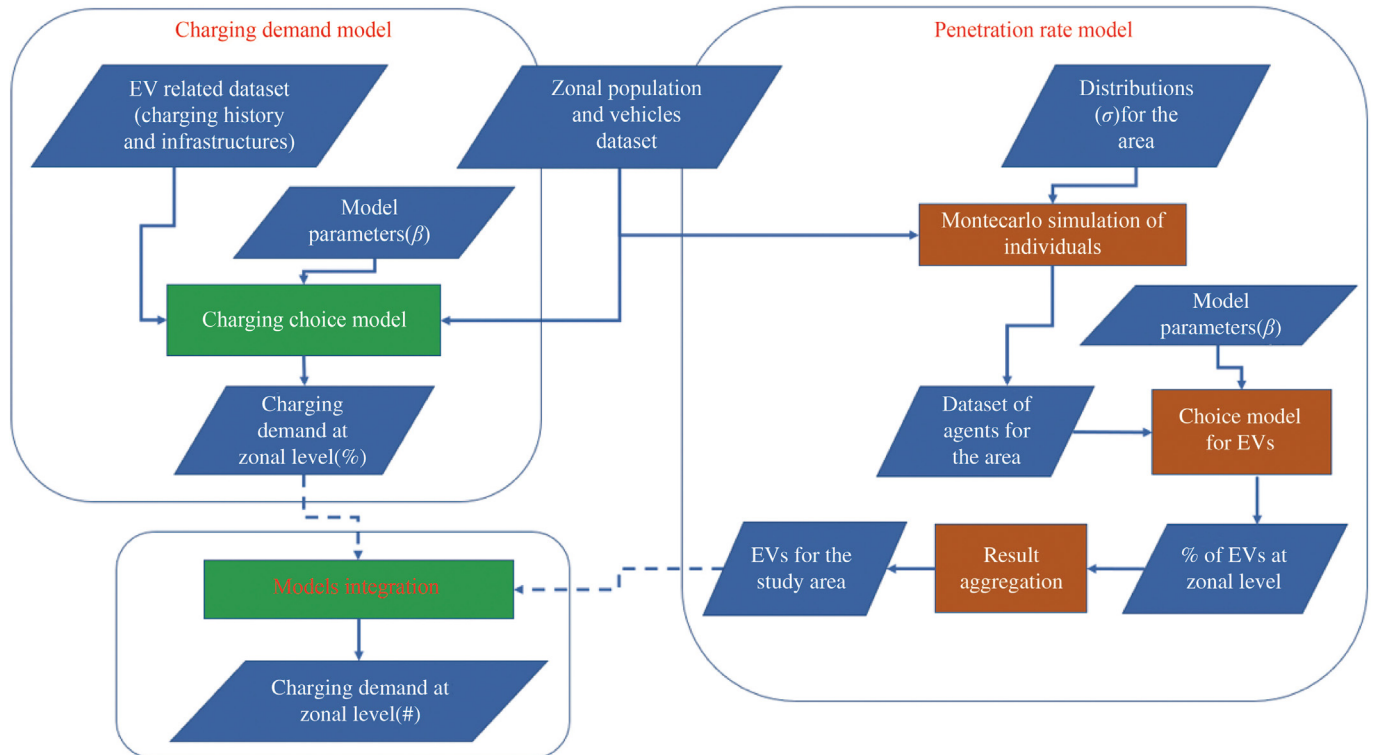 Charging demand model
EV related dataset
(charging history
and infrastructures)
Model
parameters(β)
Charging choice model
Charging
demand at
zonal level(%)
Zonal population
and vehicles
dataset
Penetration rate model
Distributions
(σ)for the
area
Montecarlo simulation of
individuals
Model
parameters(β)
Dataset of
agents for
the area
Choice model
for EVs
% of EVs at
zonal level
Result
aggregation
EVs for the
study area
Models integration
Charging demand at
zonal level(#)